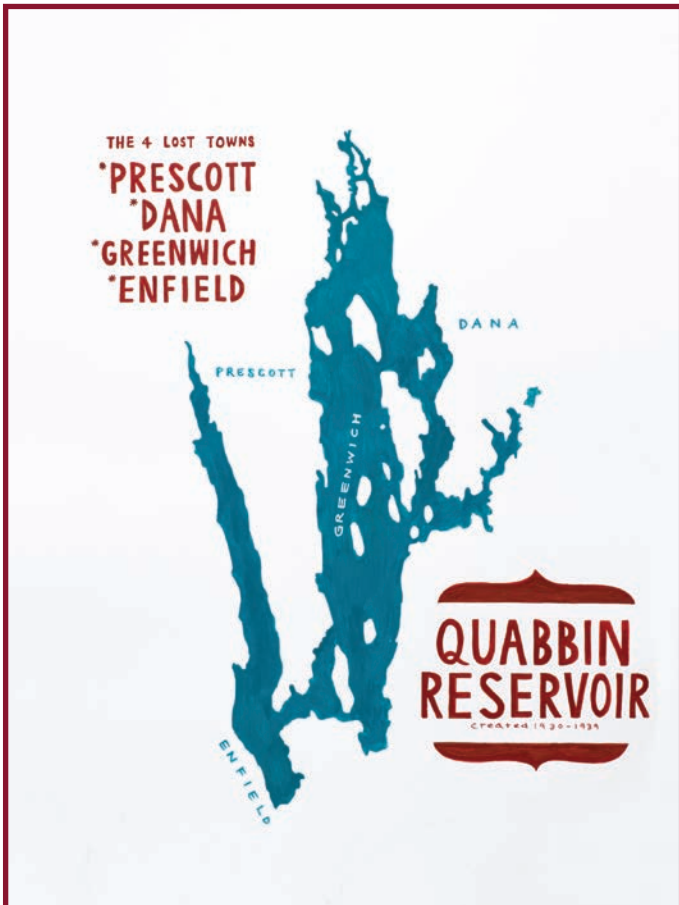 THE 4 LOST TOWNS
*PRESCOTT
*DANA
*GREENWICH
*ENFIELD
DANA
PRESCOTT
GREENWICH
ENFIELD
QUABBIN
RESERVOIR
created 1930-1939